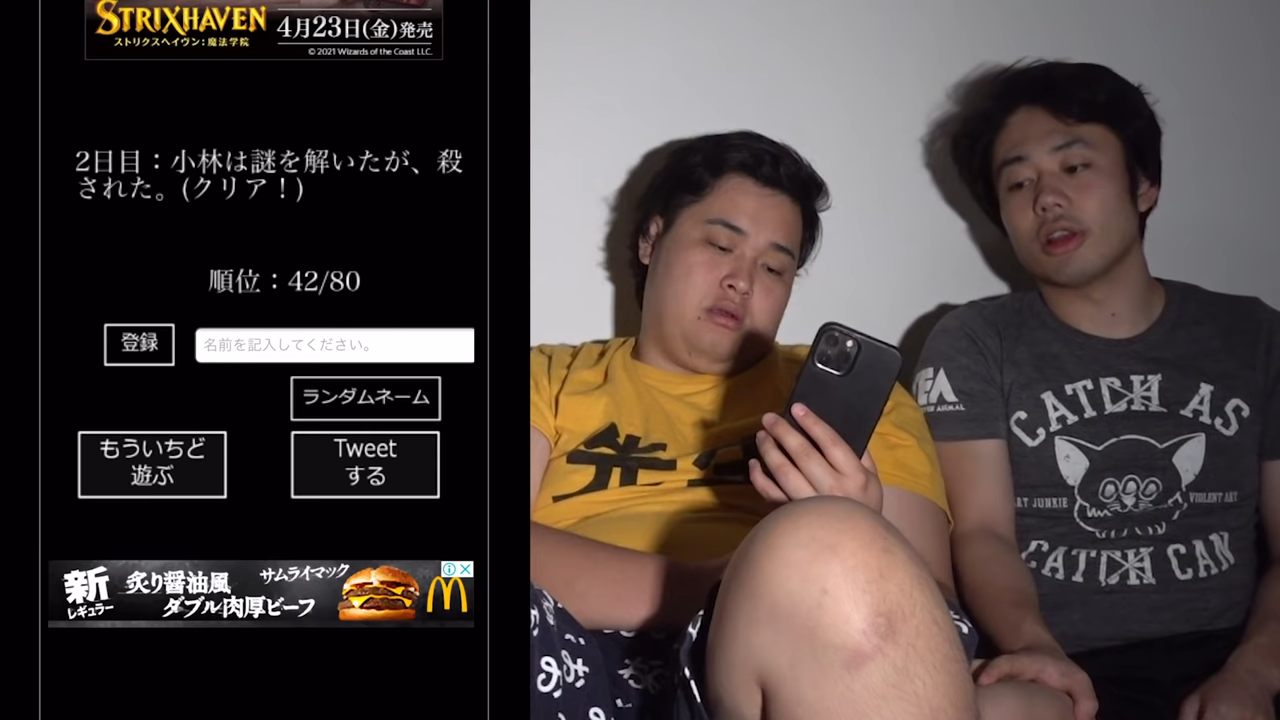 STRIXHAVEN
ストリクスヘイヴン：魔法学院
4月23日(金)発売
© 2021 Wizards of the Coast LLC.
2日目：小林は謎を解いたが、殺
された。(クリア！)
順位：42/80
登録
名前を記入してください。
ランダムネーム
もういちど
遊ぶ
Tweet
する
新
レギュラー
炙り醤油風
ダブル肉厚ビーフ
サムライマック
CATCH AS
VIOLENT ART
CATCH CAN